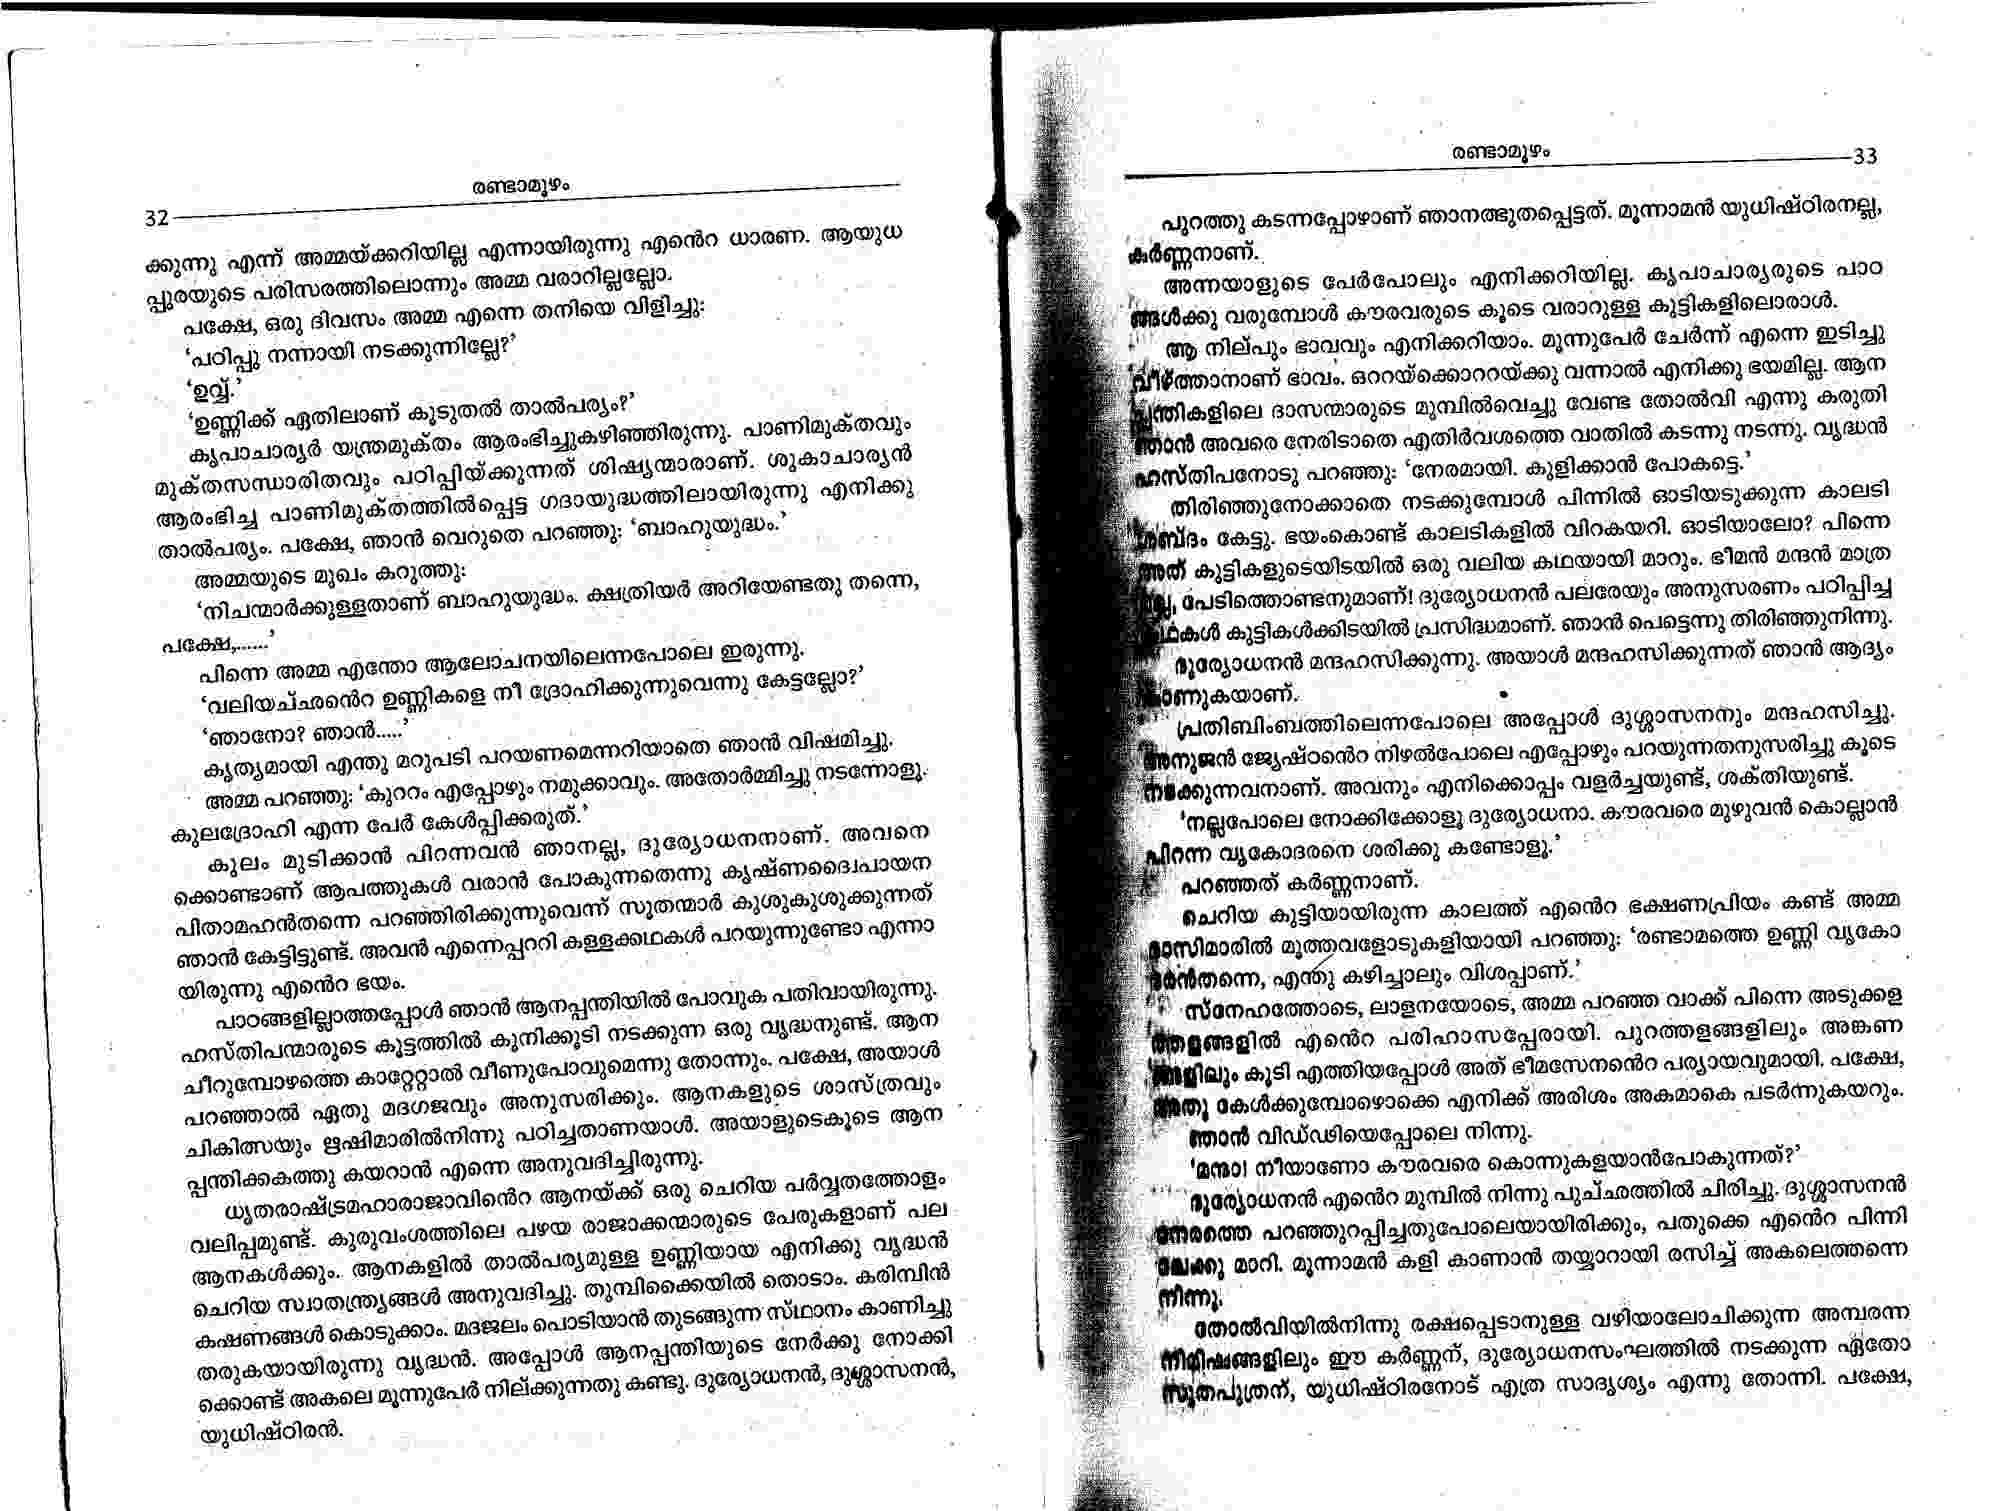 രണ്ടാമൂഴം
32
ക്കുന്നു എന്ന് അമ്മയ്ക്കറിയില്ല എന്നായിരുന്നു എൻെറ ധാരണ. ആയുധ
പ്പുരയുടെ പരിസരത്തിലൊന്നും അമ്മ വരാറില്ലല്ലോ.
പക്ഷേ, ഒരു ദിവസം അമ്മ എന്നെ തനിയെ വിളിച്ചു:
‘പഠിപ്പു നന്നായി നടക്കുന്നില്ലേ?’
‘ഉവ്വ്.’
‘ഉണ്ണിക്ക് ഏതിലാണ് കൂടുതൽ താൽപര്യം?’
കൃപാചാര്യർ യന്ത്രമുക്തം ആരംഭിച്ചുകഴിഞ്ഞിരുന്നു. പാണിമുക്തവും
മുക്തസന്ധാരിതവും പഠിപ്പിയ്ക്കുന്നത് ശിഷ്യന്മാരാണ്. ശുകാചാര്യൻ
ആരംഭിച്ച പാണിമുക്തത്തിൽപ്പെട്ട ഗദായുദ്ധത്തിലായിരുന്നു എനിക്കു
താൽപര്യം. പക്ഷേ, ഞാൻ വെറുതെ പറഞ്ഞു: ‘ബാഹുയുദ്ധം.’
അമ്മയുടെ മുഖം കറുത്തു:
‘നീചന്മാർക്കുള്ളതാണ് ബാഹുയുദ്ധം. ക്ഷത്രിയർ അറിയേണ്ടതു തന്നെ,
പക്ഷേ,......’
പിന്നെ അമ്മ എന്തോ ആലോചനയിലെന്നപോലെ ഇരുന്നു.
‘വലിയച്ഛൻെറ ഉണ്ണികളെ നീ ദ്രോഹിക്കുന്നുവെന്നു കേട്ടല്ലോ?’
‘ഞാനോ? ഞാൻ.....’
കൃത്യമായി എന്തു മറുപടി പറയണമെന്നറിയാതെ ഞാൻ വിഷമിച്ചു.
അമ്മ പറഞ്ഞു: ‘കുററം എപ്പോഴും നമുക്കാവും. അതോർമ്മിച്ചു നടന്നോളൂ.
കുലദ്രോഹി എന്ന പേർ കേൾപ്പിക്കരുത്.’
കുലം മുടിക്കാൻ പിറന്നവൻ ഞാനല്ല, ദുര്യോധനനാണ്. അവനെ
ക്കൊണ്ടാണ് ആപത്തുകൾ വരാൻ പോകുന്നതെന്നു കൃഷ്ണദ്വൈപായന
പിതാമഹൻതന്നെ പറഞ്ഞിരിക്കുന്നുവെന്ന് സൂതന്മാർ കുശുകുശുക്കുന്നത്
ഞാൻ കേട്ടിട്ടുണ്ട്. അവൻ എന്നെപ്പററി കള്ളക്കഥകൾ പറയുന്നുണ്ടോ എന്നാ
യിരുന്നു എൻെറ ഭയം.
പാഠങ്ങളില്ലാത്തപ്പോൾ ഞാൻ ആനപ്പന്തിയിൽ പോവുക പതിവായിരുന്നു.
ഹസ്തിപന്മാരുടെ കൂട്ടത്തിൽ കൂനിക്കൂടി നടക്കുന്ന ഒരു വൃദ്ധനുണ്ട്. ആന
ചീറുമ്പോഴത്തെ കാറ്റേറ്റാൽ വീണുപോവുമെന്നു തോന്നും. പക്ഷേ, അയാൾ
പറഞ്ഞാൽ ഏതു മദഗജവും അനുസരിക്കും. ആനകളുടെ ശാസ്ത്രവും
ചികിത്സയും ഋഷിമാരിൽനിന്നു പഠിച്ചതാണയാൾ. അയാളുടെകൂടെ ആന
പ്പന്തിക്കകത്തു കയറാൻ എന്നെ അനുവദിച്ചിരുന്നു.
ധൃതരാഷ്ട്രമഹാരാജാവിൻെറ ആനയ്ക്ക് ഒരു ചെറിയ പർവ്വതത്തോളം
വലിപ്പമുണ്ട്. കുരുവംശത്തിലെ പഴയ രാജാക്കന്മാരുടെ പേരുകളാണ് പല
ആനകൾക്കും. ആനകളിൽ താൽപര്യമുള്ള ഉണ്ണിയായ എനിക്കു വൃദ്ധൻ
ചെറിയ സ്വാതന്ത്ര്യങ്ങൾ അനുവദിച്ചു. തുമ്പിക്കൈയിൽ തൊടാം. കരിമ്പിൻ
കഷണങ്ങൾ കൊടുക്കാം. മദജലം പൊടിയാൻ തുടങ്ങുന്ന സ്ഥാനം കാണിച്ചു
തരുകയായിരുന്നു വൃദ്ധൻ. അപ്പോൾ ആനപ്പന്തിയുടെ നേർക്കു നോക്കി
ക്കൊണ്ട് അകലെ മൂന്നുപേർ നില്ക്കുന്നതു കണ്ടു. ദുര്യോധനൻ, ദുശ്ശാസനൻ,
യുധിഷ്ഠിരൻ.
രണ്ടാമൂഴം
33
പുറത്തു കടന്നപ്പോഴാണ് ഞാനത്ഭുതപ്പെട്ടത്. മൂന്നാമൻ യുധിഷ്ഠിരനല്ല,
കർണ്ണനാണ്.
അന്നയാളുടെ പേർപോലും എനിക്കറിയില്ല. കൃപാചാര്യരുടെ പാഠ
ങ്ങൾക്കു വരുമ്പോൾ കൗരവരുടെ കൂടെ വരാറുള്ള കുട്ടികളിലൊരാൾ.
ആ നില്പും ഭാവവും എനിക്കറിയാം. മൂന്നുപേർ ചേർന്ന് എന്നെ ഇടിച്ചു
വീഴ്ത്താനാണ് ഭാവം. ഒററയ്ക്കൊററയ്ക്കു വന്നാൽ എനിക്കു ഭയമില്ല. ആന
പ്പന്തികളിലെ ദാസന്മാരുടെ മുമ്പിൽവെച്ചു വേണ്ട തോൽവി എന്നു കരുതി
ഞാൻ അവരെ നേരിടാതെ എതിർവശത്തെ വാതിൽ കടന്നു നടന്നു. വൃദ്ധൻ
ഹസ്തിപനോടു പറഞ്ഞു: ‘നേരമായി. കുളിക്കാൻ പോകട്ടെ.’
തിരിഞ്ഞുനോക്കാതെ നടക്കുമ്പോൾ പിന്നിൽ ഓടിയടുക്കുന്ന കാലടി
ശബ്ദം കേട്ടു. ഭയംകൊണ്ട് കാലടികളിൽ വിറകയറി. ഓടിയാലോ? പിന്നെ
അത് കുട്ടികളുടെയിടയിൽ ഒരു വലിയ കഥയായി മാറും. ഭീമൻ മന്ദൻ മാത്ര
പേടിത്തൊണ്ടനുമാണ്! ദുര്യോധനൻ പലരേയും അനുസരണം പഠിപ്പിച്ച
കഥകൾ കുട്ടികൾക്കിടയിൽ പ്രസിദ്ധമാണ്. ഞാൻ പെട്ടെന്നു തിരിഞ്ഞുനിന്നു.
ദുര്യോധനൻ മന്ദഹസിക്കുന്നു. അയാൾ മന്ദഹസിക്കുന്നത് ഞാൻ ആദ്യം
കാണുകയാണ്.
പ്രതിബിംബത്തിലെന്നപോലെ അപ്പോൾ ദുശ്ശാസനനും മന്ദഹസിച്ചു.
അനുജൻ ജ്യേഷ്ഠൻെറ നിഴൽപോലെ എപ്പോഴും പറയുന്നതനുസരിച്ചു കൂടെ
നടക്കുന്നവനാണ്. അവനും എനിക്കൊപ്പം വളർച്ചയുണ്ട്, ശക്തിയുണ്ട്.
‘നല്ലപോലെ നോക്കിക്കോളൂ ദുര്യോധനാ. കൗരവരെ മുഴുവൻ കൊല്ലാൻ
പിറന്ന വൃകോദരനെ ശരിക്കു കണ്ടോളൂ.’
പറഞ്ഞത് കർണ്ണനാണ്.
ചെറിയ കുട്ടിയായിരുന്ന കാലത്ത് എൻെറ ഭക്ഷണപ്രിയം കണ്ട് അമ്മ
ദാസിമാരിൽ മൂത്തവളോടുകളിയായി പറഞ്ഞു: ‘രണ്ടാമത്തെ ഉണ്ണി വൃകോ
ദരൻതന്നെ, എന്തു കഴിച്ചാലും വിശപ്പാണ്.’
സ്നേഹത്തോടെ, ലാളനയോടെ, അമ്മ പറഞ്ഞ വാക്ക് പിന്നെ അടുക്കള
ത്തളങ്ങളിൽ എൻെറ പരിഹാസപ്പേരായി. പുറത്തളങ്ങളിലും അങ്കണ
ങ്ങളിലും കൂടി എത്തിയപ്പോൾ അത് ഭീമസേനൻെറ പര്യായവുമായി. പക്ഷേ,
അതു കേൾക്കുമ്പോഴൊക്കെ എനിക്ക് അരിശം അകമാകെ പടർന്നുകയറും.
ഞാൻ വിഡ്ഢിയെപ്പോലെ നിന്നു.
‘മന്ദാ! നീയാണോ കൗരവരെ കൊന്നുകളയാൻപോകുന്നത്?’
ദുര്യോധനൻ എൻെറ മുമ്പിൽ നിന്നു പുച്ഛത്തിൽ ചിരിച്ചു. ദുശ്ശാസനൻ
നേരത്തെ പറഞ്ഞുറപ്പിച്ചതുപോലെയായിരിക്കും, പതുക്കെ എൻെറ പിന്നി
ലേക്കു മാറി. മൂന്നാമൻ കളി കാണാൻ തയ്യാറായി രസിച്ച് അകലെത്തന്നെ
നിന്നു.
തോൽവിയിൽനിന്നു രക്ഷപ്പെടാനുള്ള വഴിയാലോചിക്കുന്ന അമ്പരന്ന
നിമിഷങ്ങളിലും ഈ കർണ്ണന്, ദുര്യോധനസംഘത്തിൽ നടക്കുന്ന ഏതോ
സൂതപുത്രന്, യുധിഷ്ഠിരനോട് എത്ര സാദൃശ്യം എന്നു തോന്നി. പക്ഷേ,